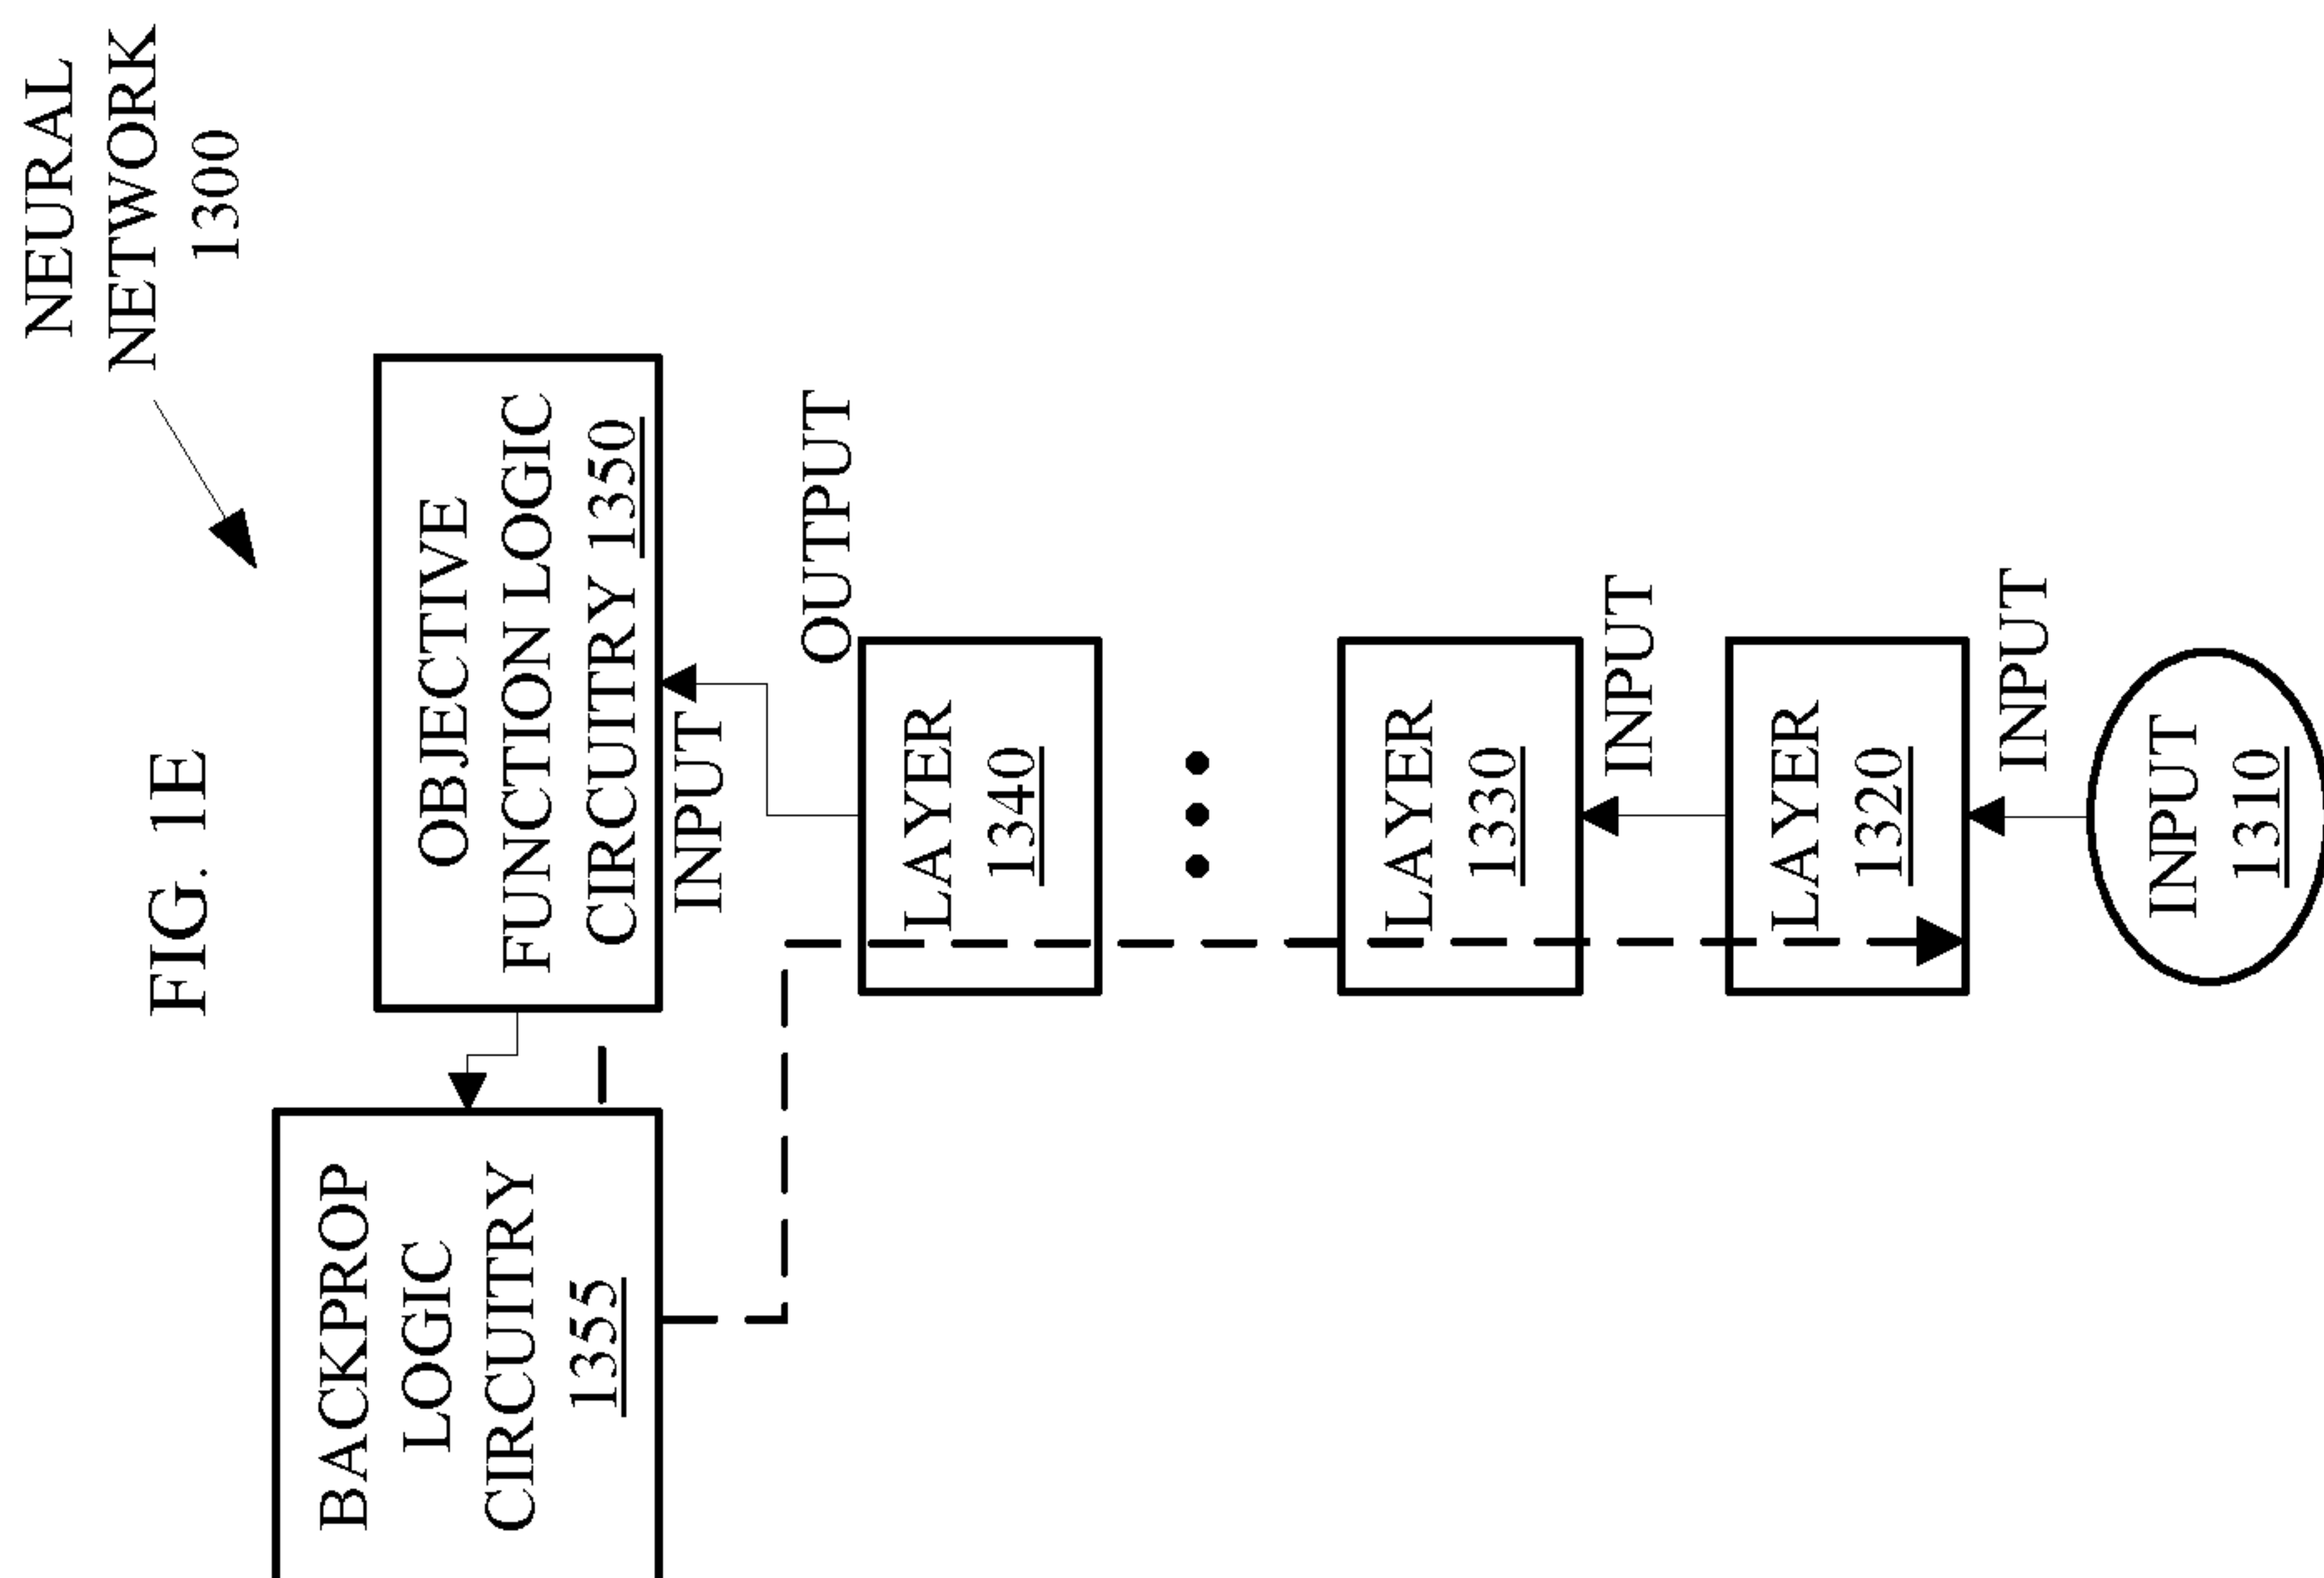 FIG. 1E
NEURAL
NETWORK
1300
BACKPROP
LOGIC
CIRCUITRY
1355
OBJECTIVE
FUNCTION LOGIC
CIRCUITRY 1350
INPUT
OUTPUT
LAYER
1340
LAYER
1330
INPUT
LAYER
1320
INPUT
INPUT
1310